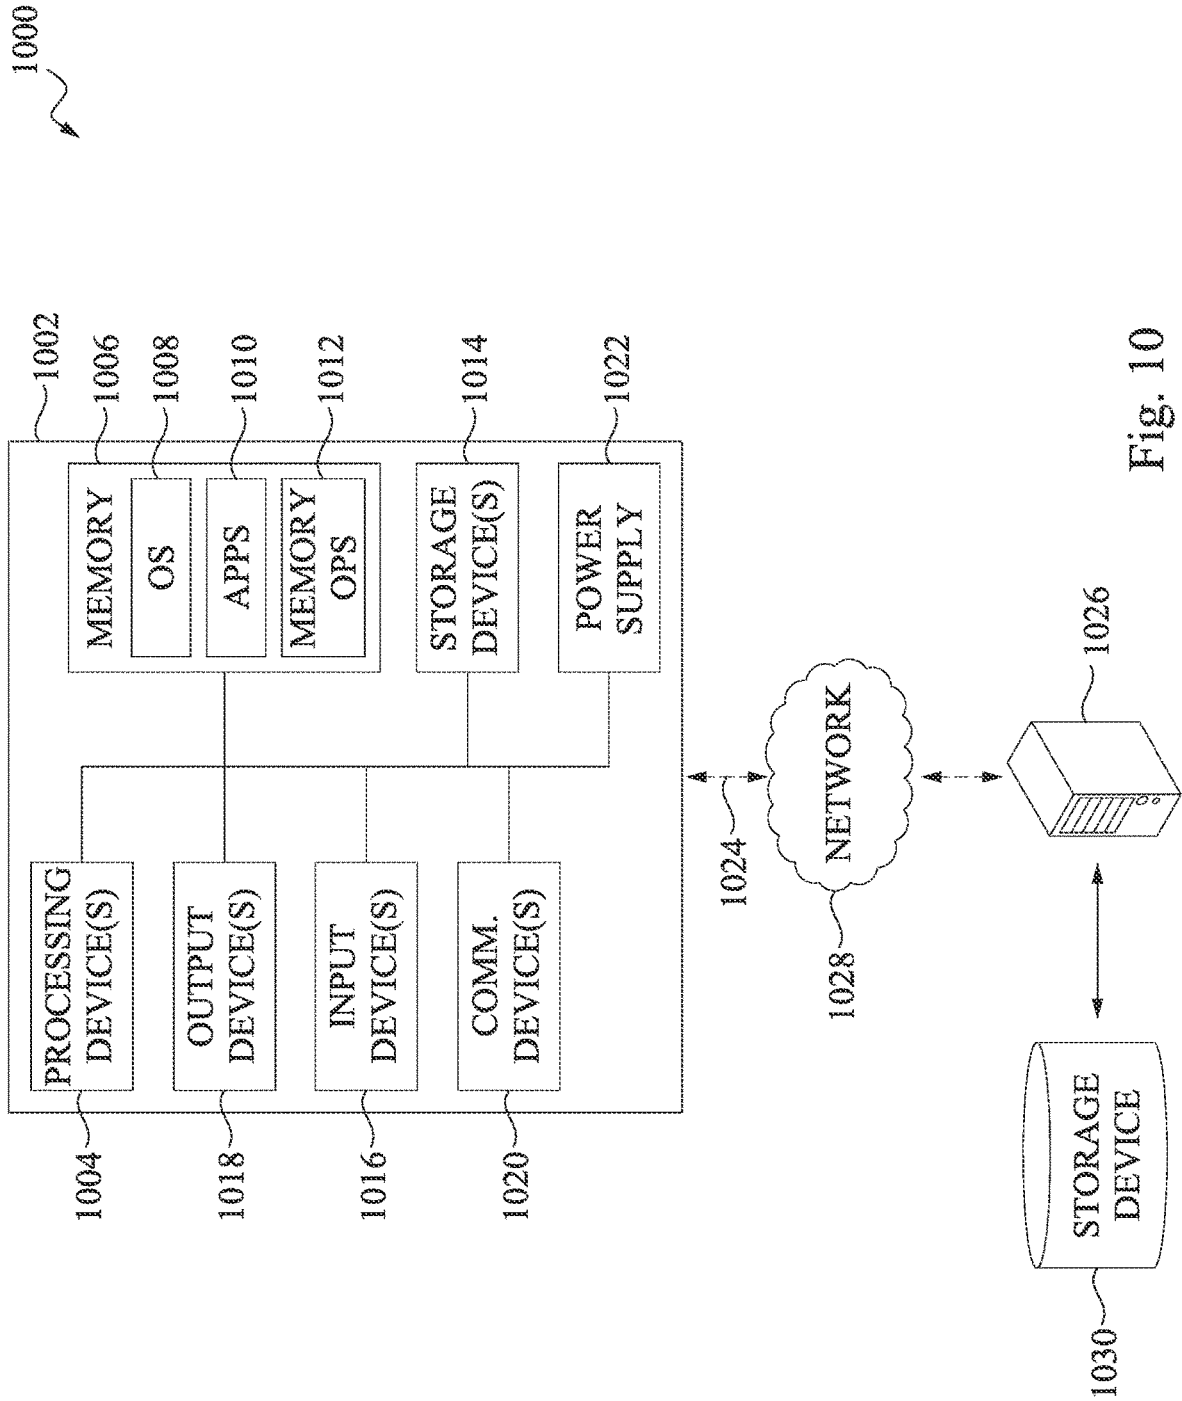 1000
1002
1004
PROCESSING
DEVICE(S)
MEMORY
1006
OS
1008
1018
OUTPUT
DEVICE(S)
APPS
1010
MEMORY
OPS
1012
1016
INPUT
DEVICE(S)
STORAGE
DEVICE(S)
1014
1020
COMM.
DEVICE(S)
POWER
SUPPLY
1022
1024
1028
NETWORK
1030
STORAGE
DEVICE
1026
Fig. 10